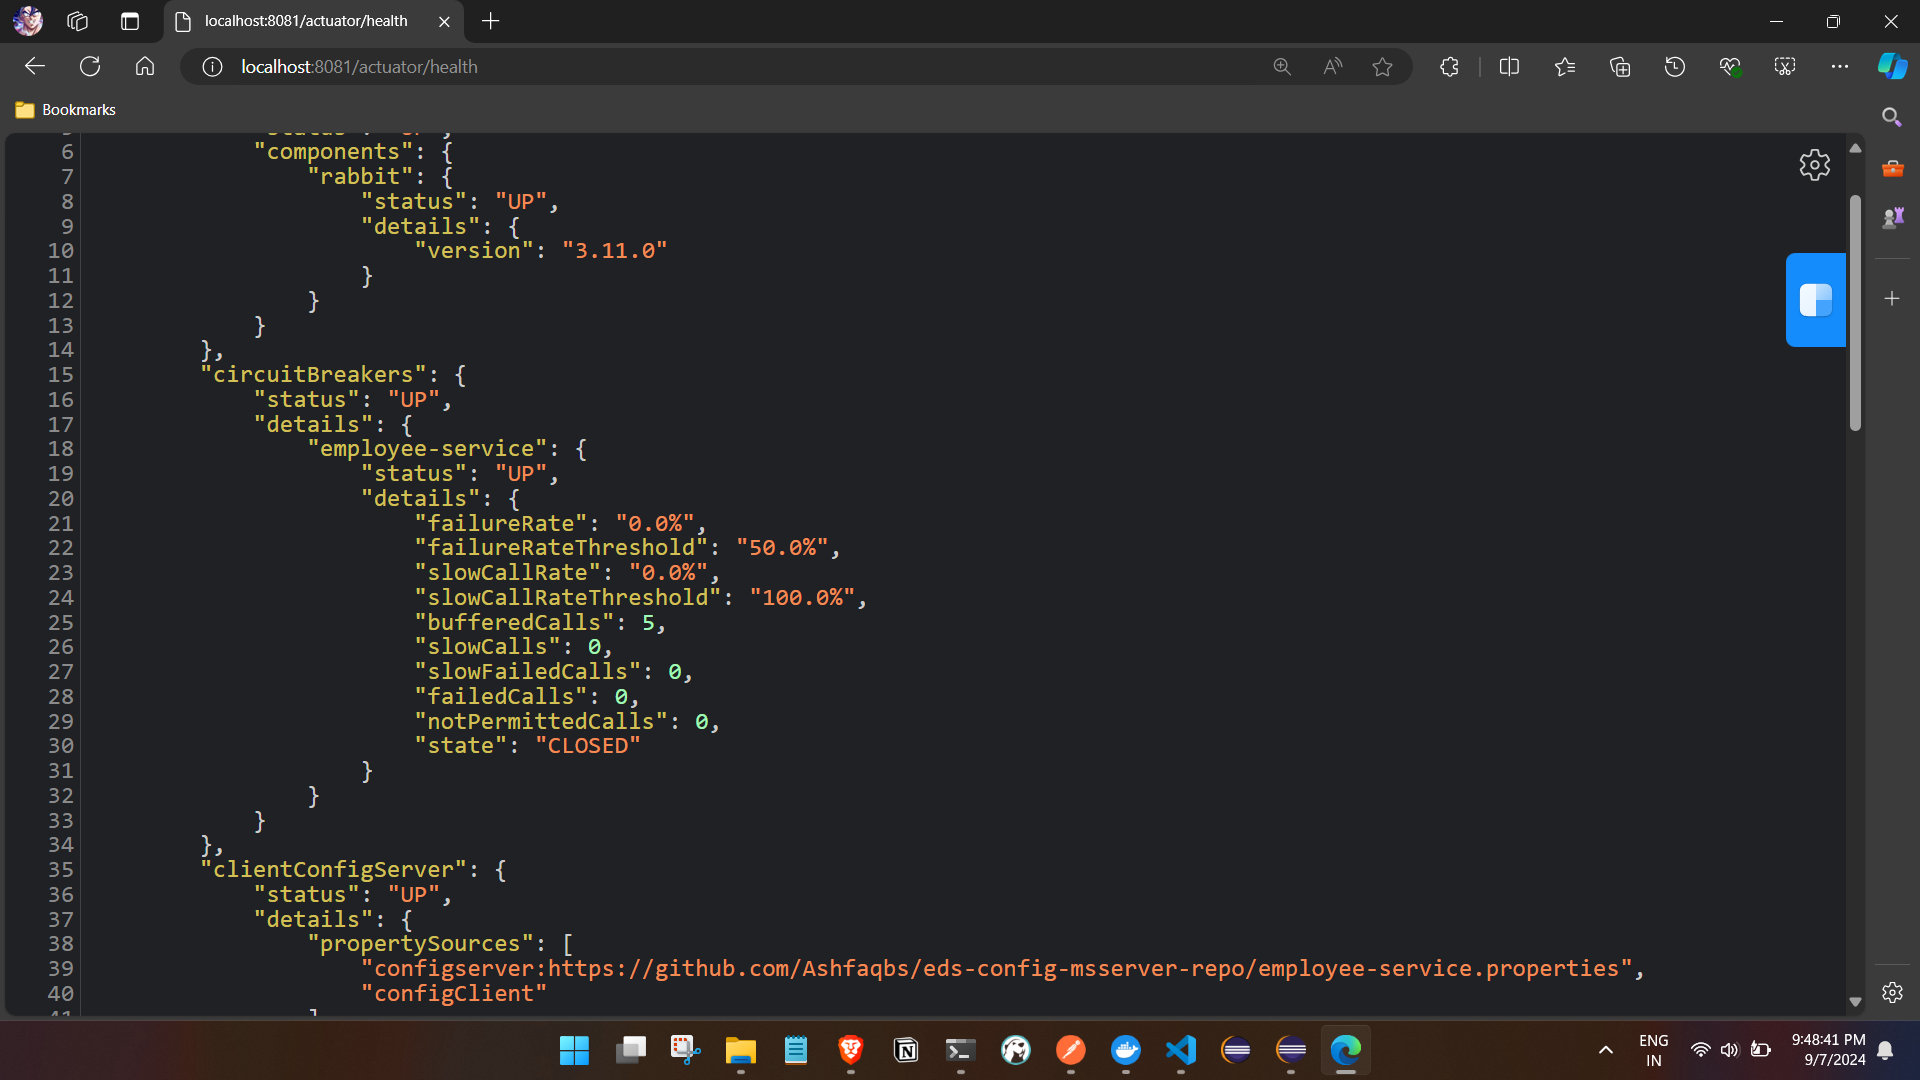 localhost:8081/actuator/health
localhost:8081/actuator/health
Bookmarks
6 "components": {
7 "rabbit": {
8 "status": "UP",
9 "details": {
10 "version": "3.11.0"
11 }
12 }
13 }
14 },
15 "circuitBreakers": {
16 "status": "UP",
17 "details": {
18 "employee-service": {
19 "status": "UP",
20 "details": {
21 "failureRate": "0.0%",
22 "failureRateThreshold": "50.0%",
23 "slowCallRate": "0.0%",
24 "slowCallRateThreshold": "100.0%",
25 "bufferedCalls": 5,
26 "slowCalls": 0,
27 "slowFailedCalls": 0,
28 "failedCalls": 0,
29 "notPermittedCalls": 0,
30 "state": "CLOSED"
31 }
32 }
33 }
34 },
35 "clientConfigServer": {
36 "status": "UP",
37 "details": {
38 "propertySources": [
39 "configserver:https://github.com/Ashfaqbs/eds-config-msserver-repo/employee-service.properties",
40 "configClient"
ENG
IN
9:48:41 PM
9/7/2024